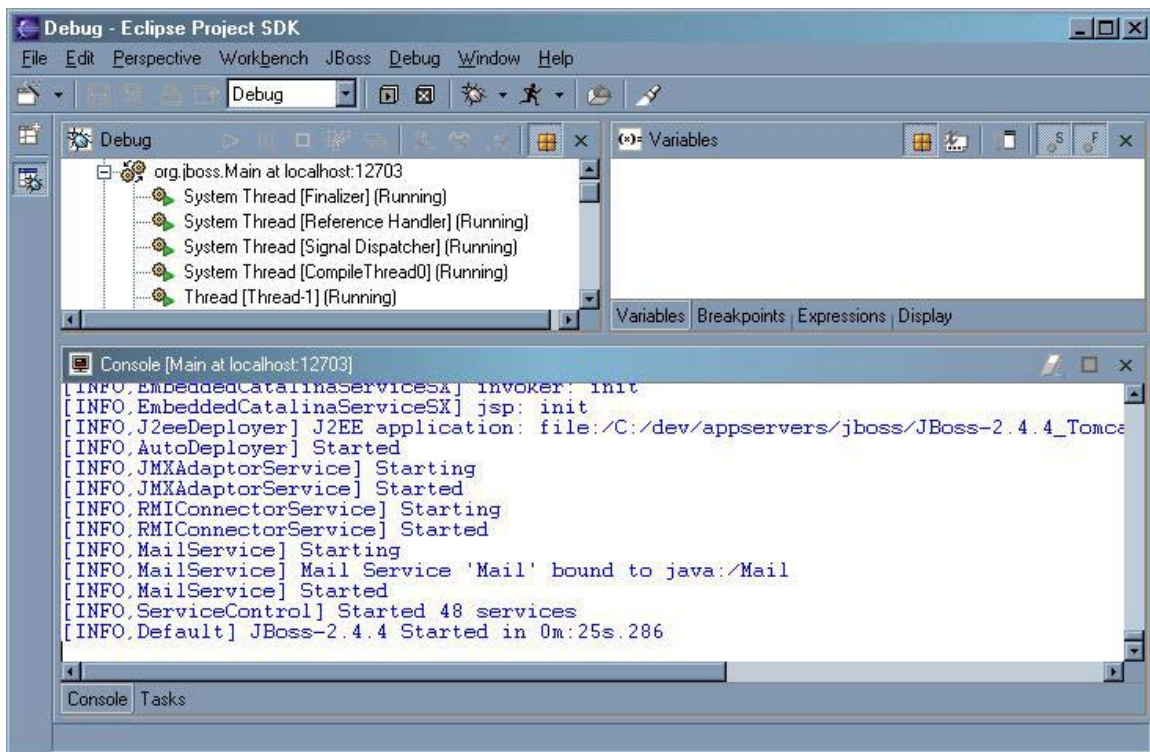 Debug - Eclipse Project SDK
File Edit Perspective Workbench JBoss Debug Window Help
Debug
Debug
org.jboss.Main at localhost:12703
System Thread [Finalizer] (Running)
System Thread [Reference Handler] (Running)
System Thread [Signal Dispatcher] (Running)
System Thread [CompileThread0] (Running)
Thread [Thread-1] (Running)
(x)= Variables
S F
Variables Breakpoints Expressions Display
Console [Main at localhost:12703]
[INFO,EmbeddedCatalinaServiceSX] invoker: init
[INFO,EmbeddedCatalinaServiceSX] jsp: init
[INFO,J2eeDeployer] J2EE application: file:/C:/dev/appservers/jboss/JBoss-2.4.4_Tomca
[INFO,AutoDeployer] Started
[INFO,JMXAdaptorService] Starting
[INFO,JMXAdaptorService] Started
[INFO,RMIConnectorService] Starting
[INFO,RMIConnectorService] Started
[INFO,MailService] Starting
[INFO,MailService] Mail Service 'Mail' bound to java:/Mail
[INFO,MailService] Started
[INFO,ServiceControl] Started 48 services
[INFO,Default] JBoss-2.4.4 Started in 0m:25s.286
Console Tasks